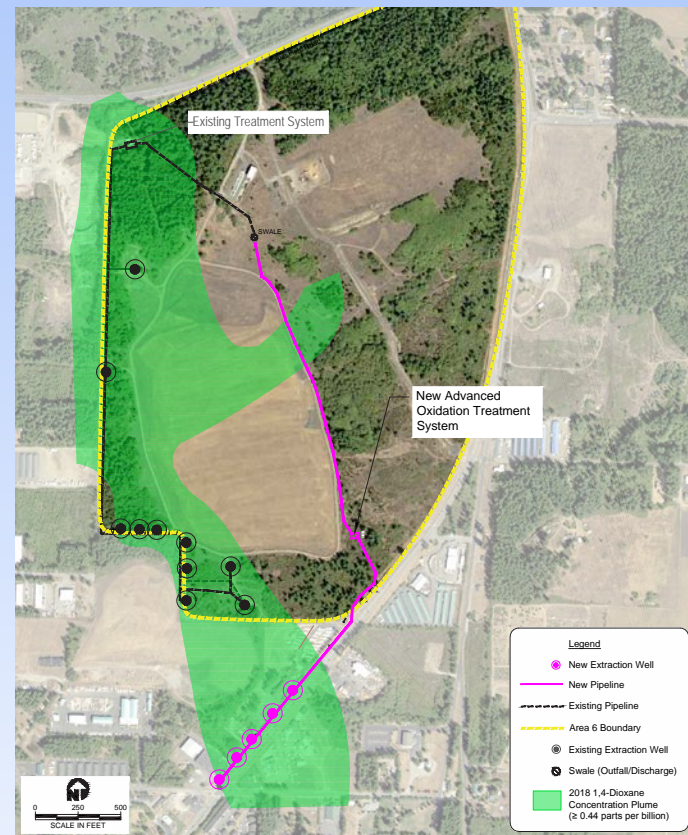 Existing Treatment System
SWALE
New Advanced
Oxidation Treatment
System
Legend
New Extraction Well
New Pipeline
Existing Pipeline
Area 6 Boundary
Existing Extraction Well
Swale (Outfall/Discharge)
2018 1,4-Dioxane
Concentration Plume
(≥ 0.44 parts per billion)
N
0 250 500
SCALE IN FEET